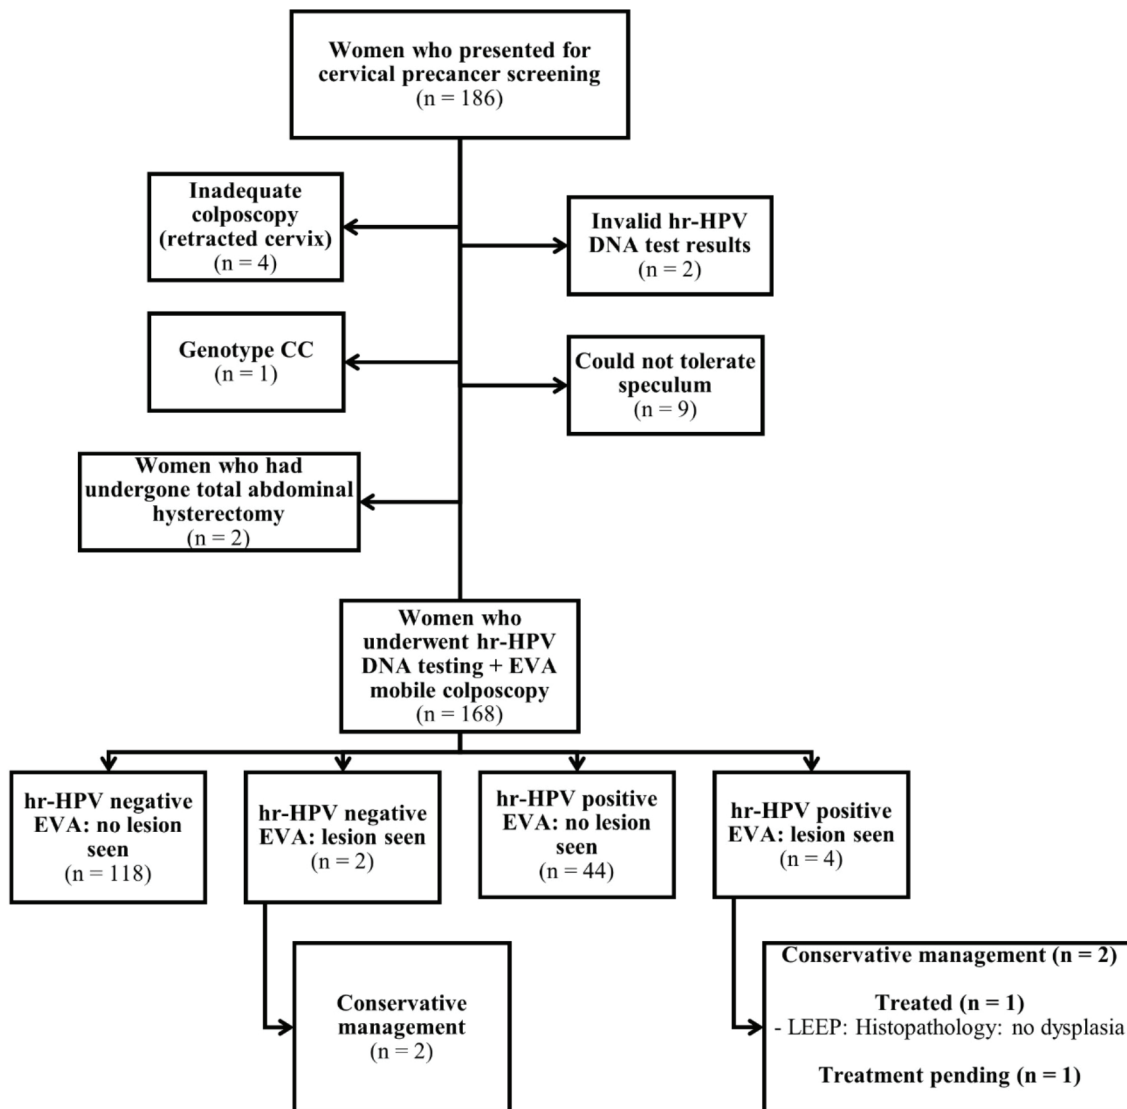 Women who presented for
cervical precancer screening
(n = 186)
Inadequate
colposcopy
(retracted cervix)
(n = 4)
Invalid hr-HPV
DNA test results
(n = 2)
Genotype CC
(n = 1)
Could not tolerate
speculum
(n = 9)
Women who had
undergone total abdominal
hysterectomy
(n = 2)
Women who
underwent hr-HPV
DNA testing + EVA
mobile colposcopy
(n = 168)
hr-HPV negative
EVA: no lesion
seen
(n = 118)
hr-HPV negative
EVA: lesion seen
(n = 2)
hr-HPV positive
EVA: no lesion
seen
(n = 44)
hr-HPV positive
EVA: lesion seen
(n = 4)
Conservative
management
(n = 2)
Conservative management (n = 2)
Treated (n = 1)
- LEEP: Histopathology: no dysplasia
Treatment pending (n = 1)